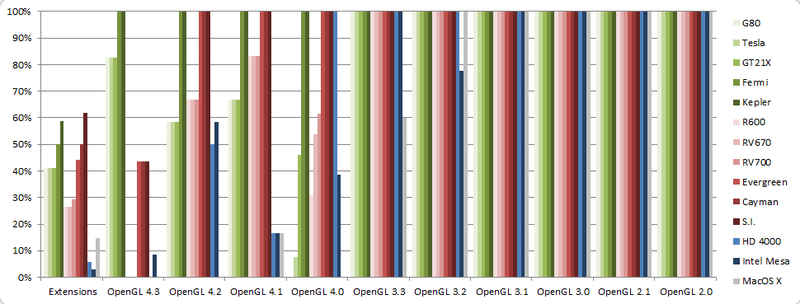 100%
90%
80%
70%
60%
50%
40%
30%
20%
10%
0%
Extensions OpenGL 4.3 OpenGL 4.2 OpenGL 4.1 OpenGL 4.0 OpenGL 3.3 OpenGL 3.2 OpenGL 3.1 OpenGL 3.0 OpenGL 2.1 OpenGL 2.0
G80
Tesla
GT21X
Fermi
Kepler
R600
RV670
RV700
Evergreen
Cayman
S.I.
HD 4000
Intel Mesa
MacOS X